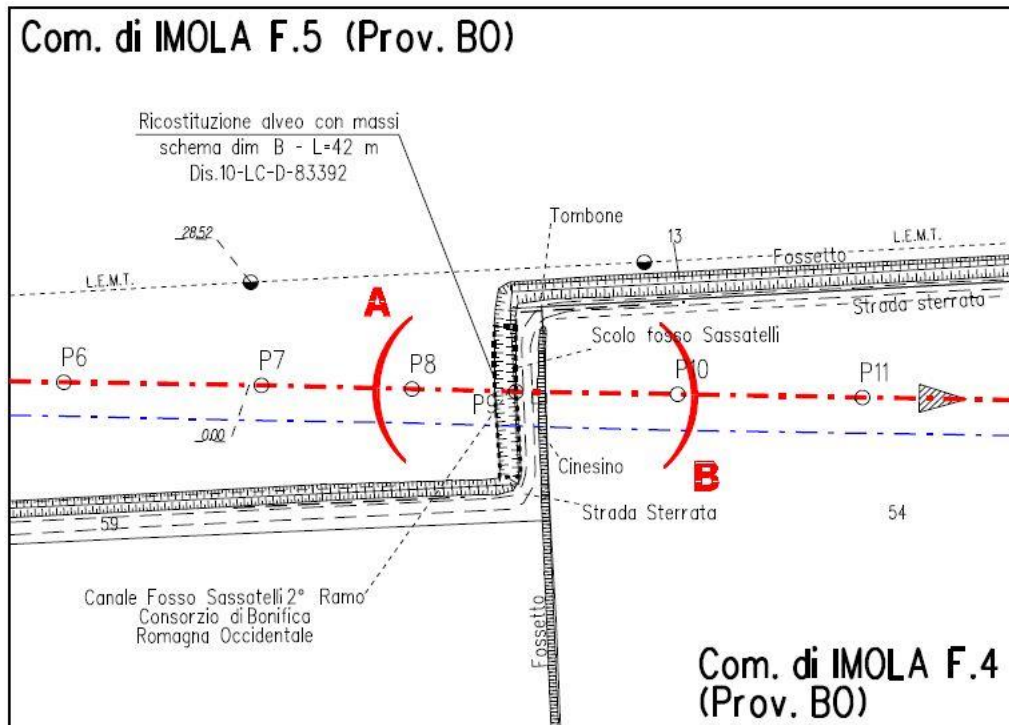 Com. di IMOLA F.5 (Prov. BO)
Ricostituzione alveo con massi
schema dim B - L=42 m
Dis.10-LC-D-83392
Tombone
28.52
13
L.E.M.T.
L.E.M.T.
Fossetto
Strada sterrata
A
Scolo fosso Sassatelli
P6
P7
P8
P9
P10
P11
0.00
Cinesino
B
Strada Sterrata
59
54
Canale Fosso Sassatelli 2° Ramo
Consorzio di Bonifica
Romagna Occidentale
Fossetto
Com. di IMOLA F.4
(Prov. BO)